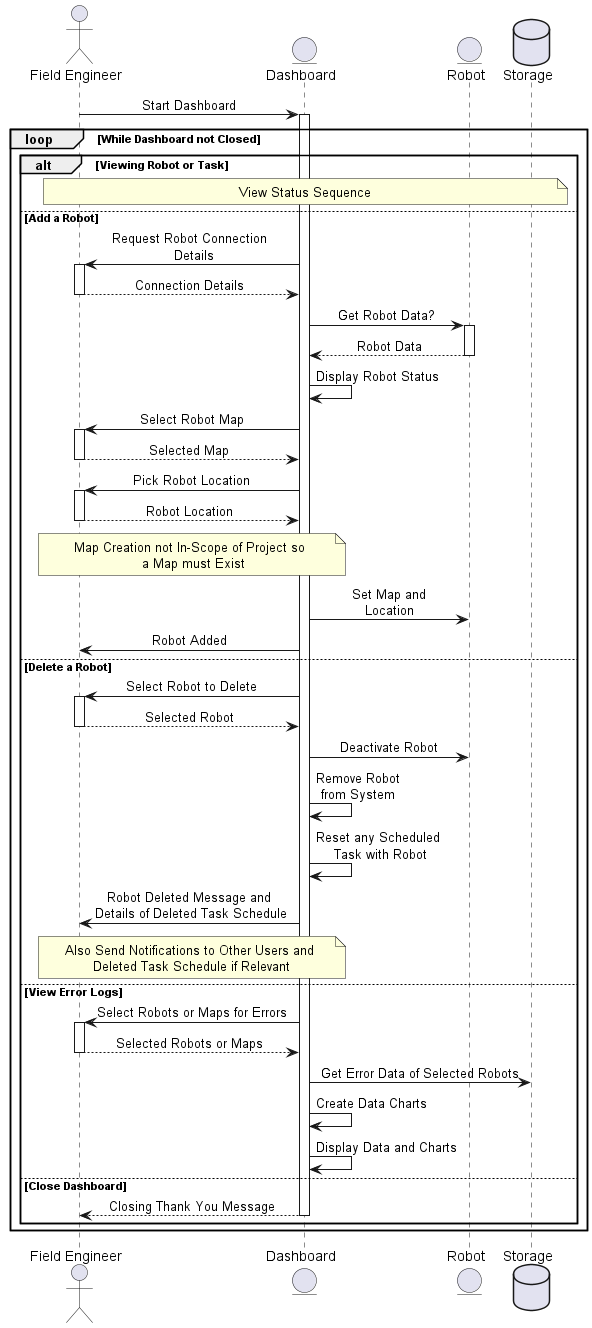 Field Engineer
Dashboard
Robot
Storage
Start Dashboard
loop
[While Dashboard not Closed]
alt
[Viewing Robot or Task]
View Status Sequence
[Add a Robot]
Request Robot Connection
Details
Connection Details
Get Robot Data?
Robot Data
Display Robot Status
Select Robot Map
Selected Map
Pick Robot Location
Robot Location
Map Creation not In-Scope of Project so
a Map must Exist
Set Map and
Location
Robot Added
[Delete a Robot]
Select Robot to Delete
Selected Robot
Deactivate Robot
Remove Robot
from System
Reset any Scheduled
Task with Robot
Robot Deleted Message and
Details of Deleted Task Schedule
Also Send Notifications to Other Users and
Deleted Task Schedule if Relevant
[View Error Logs]
Select Robots or Maps for Errors
Selected Robots or Maps
Get Error Data of Selected Robots
Create Data Charts
Display Data and Charts
[Close Dashboard]
Closing Thank You Message
Field Engineer
Dashboard
Robot
Storage